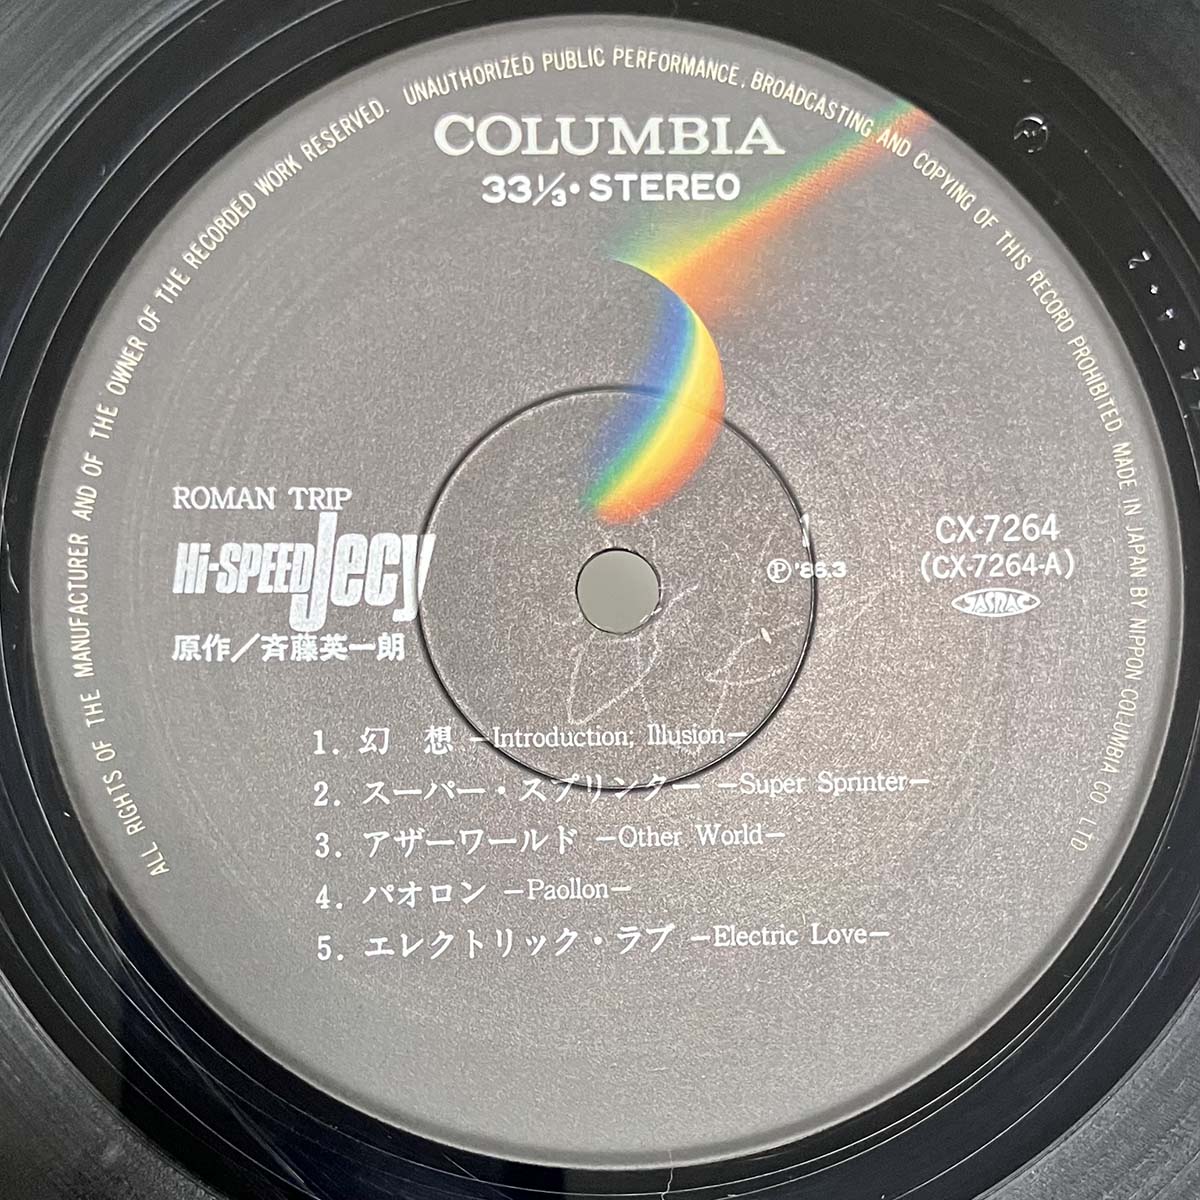 ALL RIGHTS OF THE MANUFACTURER AND OF THE OWNER OF THE RECORDED WORK RESERVED. UNAUTHORIZED PUBLIC PERFORMANCE, BROADCASTING AND COPYING OF THIS RECORD PROHIBITED MADE IN JAPAN BY NIPPON COLUMBIA CO LTD
COLUMBIA
33 1/3・STEREO
ROMAN TRIP
Hi-SPEED Jecy
原作/斉藤英一朗
1
Ⓟ '86.3
CX-7264
(CX-7264-A)
JASRAC
1. 幻 想 -Introduction; Illusion-
2. スーパー・スプリンター -Super Sprinter-
3. アザーワールド -Other World-
4. パオロン -Paollon-
5. エレクトリック・ラブ -Electric Love-